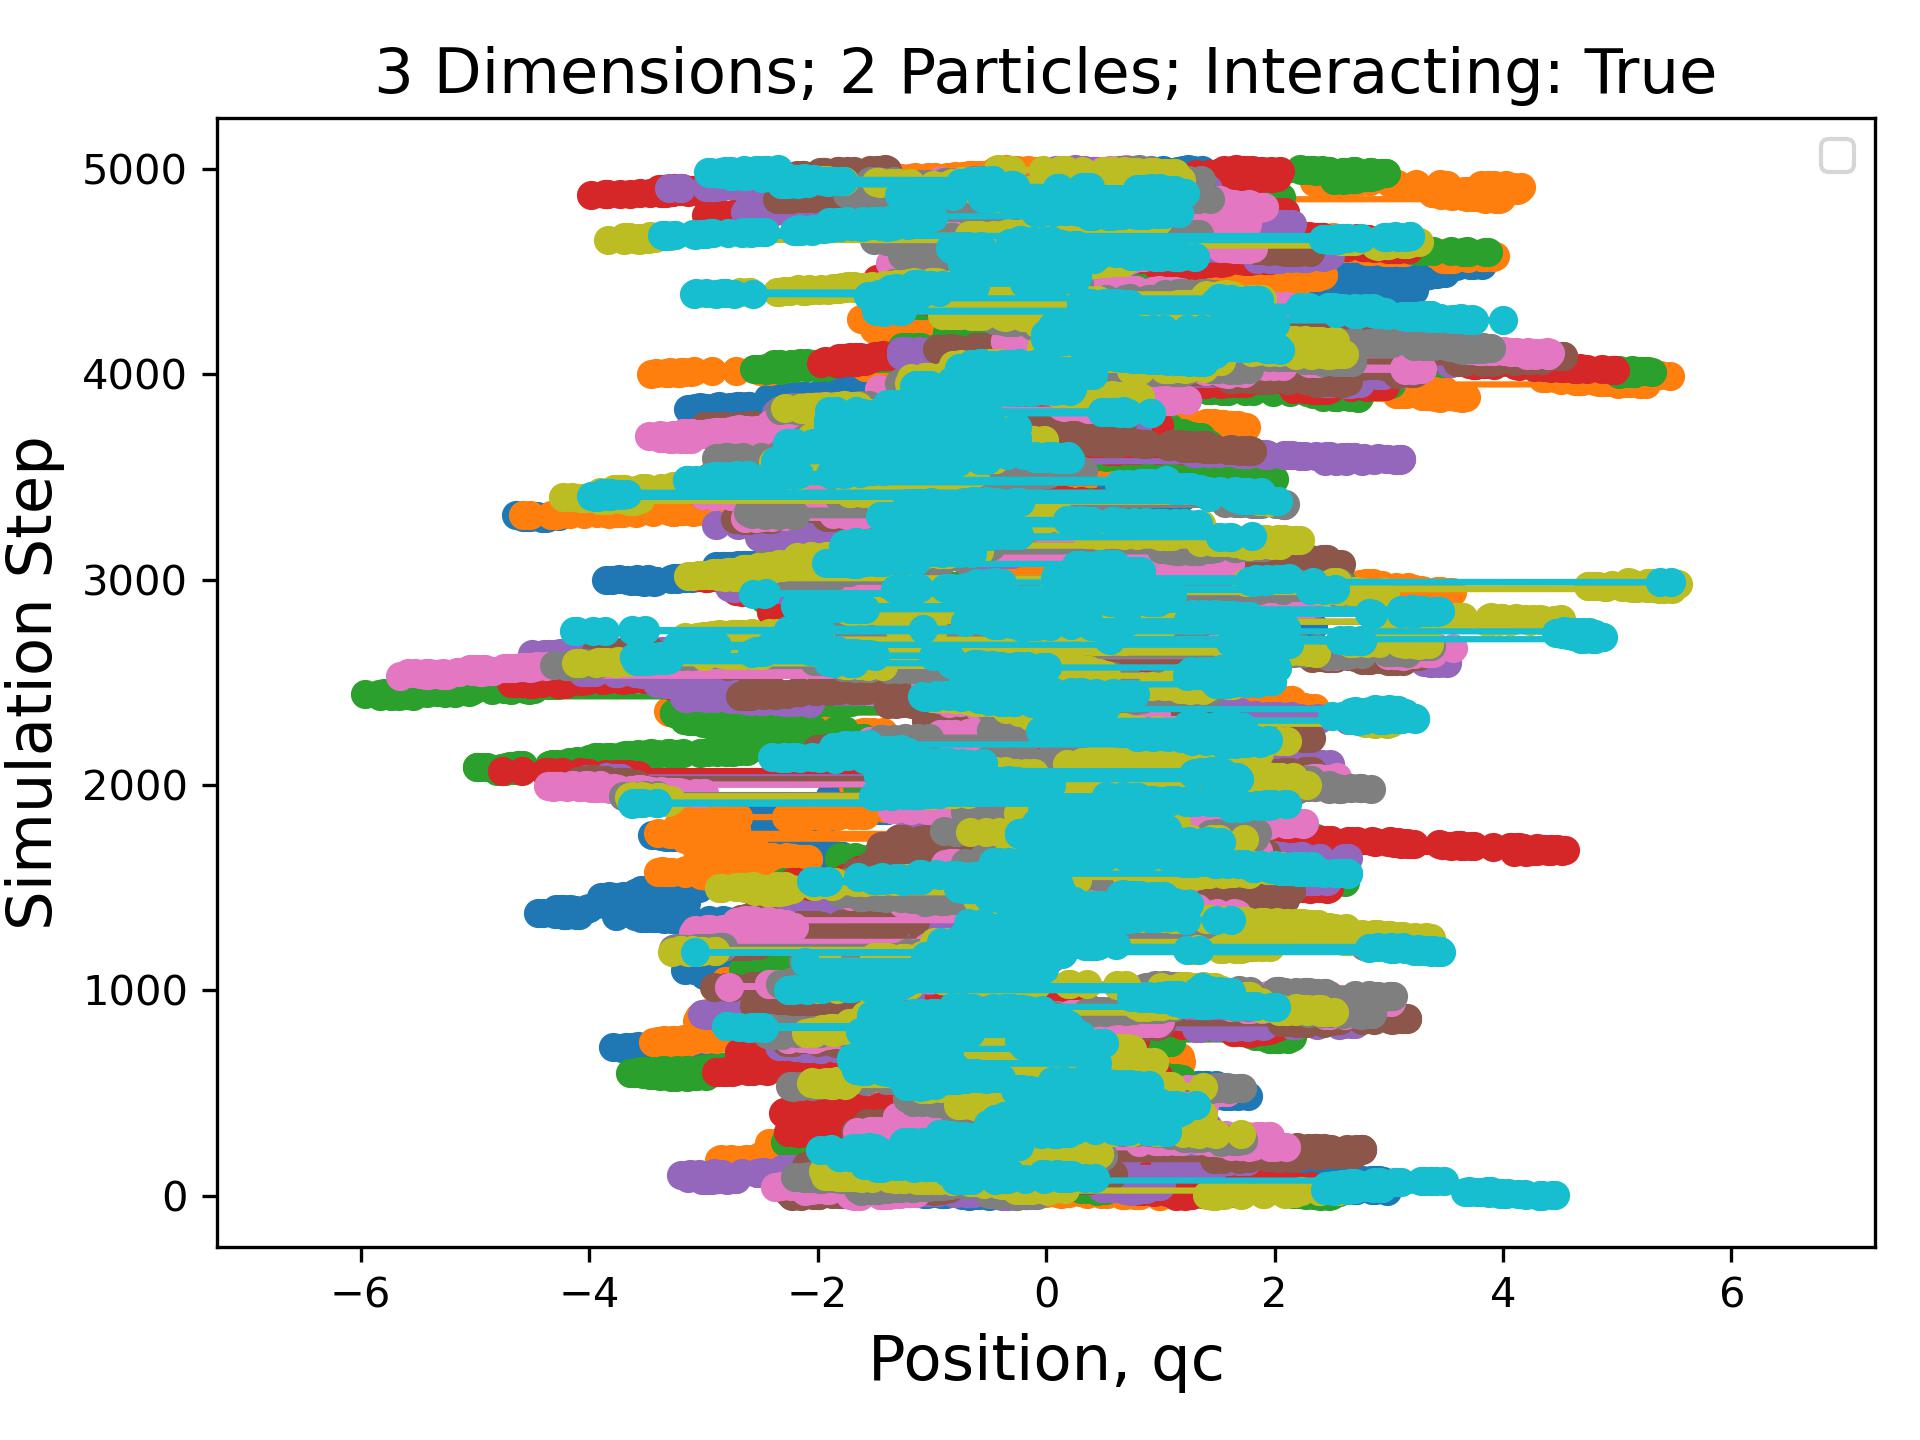 3 Dimensions; 2 Particles; Interacting: True
Simulation Step
5000
4000
3000
2000
1000
0
−6 −4 −2 0 2 4 6
Position, qc